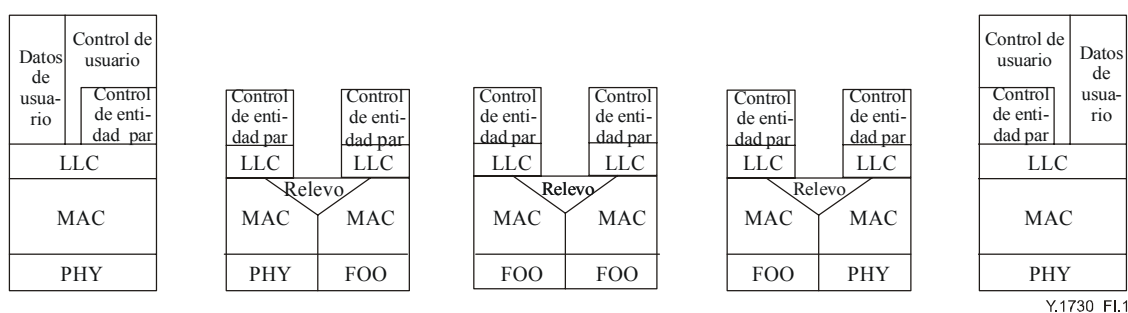 Datos
de
usua-
rio
Control de
usuario
Control
de enti-
dad par
LLC
MAC
PHY
Control
de enti-
dad par
LLC
Control
de enti-
dad par
LLC
Relevo
MAC
MAC
PHY
FOO
Control
de enti-
dad par
LLC
Control
de enti-
dad par
LLC
Relevo
MAC
MAC
FOO
FOO
Control
de enti-
dad par
LLC
Control
de enti-
dad par
LLC
Relevo
MAC
MAC
FOO
PHY
Control de
usuario
Control
de enti-
dad par
Datos
de
usua-
rio
LLC
MAC
PHY
Y.1730_FI.1